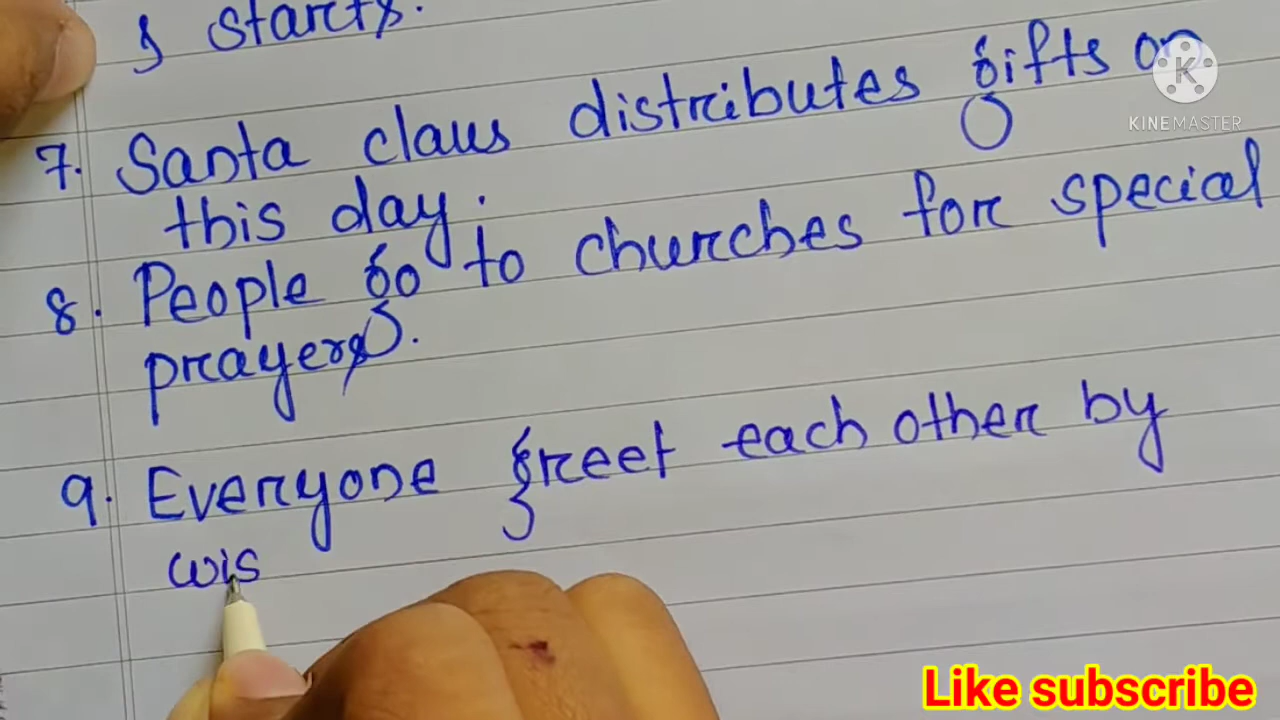 & starts.
7. Santa claus distributes gifts on
this day.
8. People go to churches for special
prayers.
9. Everyone greet each other by
wis
K
KINEMASTER
Like subscribe